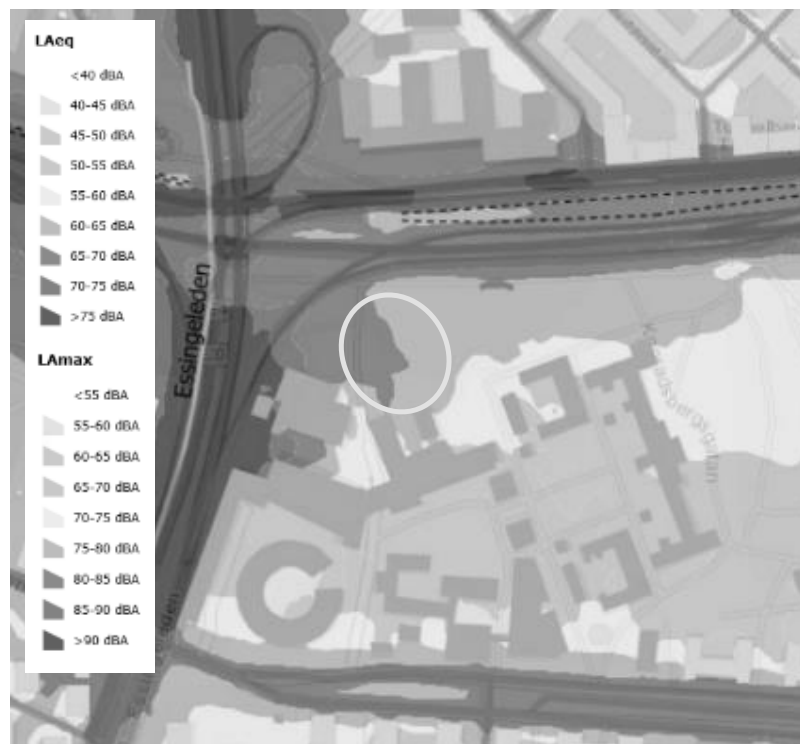 LAeq
<40 dBA
40-45 dBA
45-50 dBA
50-55 dBA
55-60 dBA
60-65 dBA
65-70 dBA
70-75 dBA
>75 dBA
LAmax
<55 dBA
55-60 dBA
60-65 dBA
65-70 dBA
70-75 dBA
75-80 dBA
80-85 dBA
85-90 dBA
>90 dBA
Essingeleden